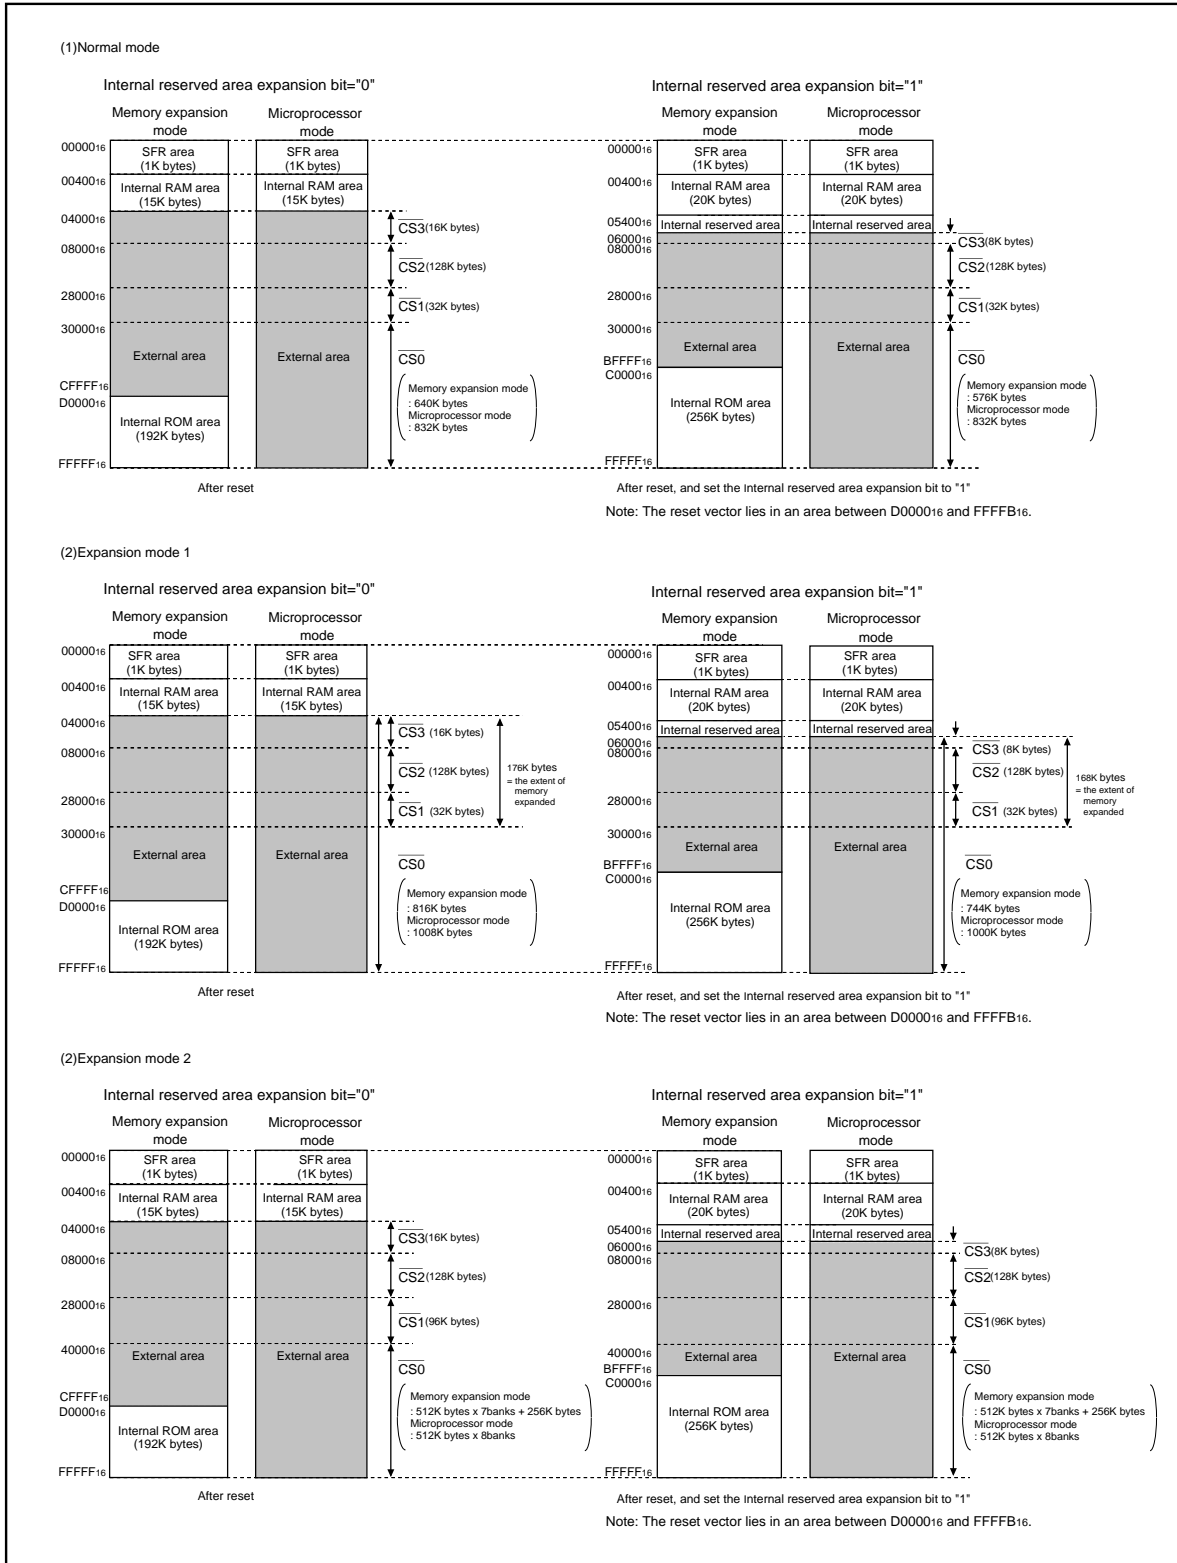 (1)Normal mode
Internal reserved area expansion bit="0"
Memory expansion mode
Microprocessor mode
0000016
SFR area
(1K bytes)
SFR area
(1K bytes)
0040016
Internal RAM area
(15K bytes)
Internal RAM area
(15K bytes)
0400016
CS3 (16K bytes)
0800016
CS2(128K bytes)
2800016
CS1(32K bytes)
3000016
External area
External area
CS0
CFFFF16
D000016
Memory expansion mode
: 640K bytes
Microprocessor mode
: 832K bytes
Internal ROM area
(192K bytes)
FFFFF16
After reset
Internal reserved area expansion bit="1"
Memory expansion mode
Microprocessor mode
0000016
SFR area
(1K bytes)
SFR area
(1K bytes)
0040016
Internal RAM area
(20K bytes)
Internal RAM area
(20K bytes)
0540016
Internal reserved area
Internal reserved area
0600016
0800016
CS3(8K bytes)
CS2(128K bytes)
2800016
CS1(32K bytes)
3000016
External area
External area
CS0
BFFFF16
C000016
Memory expansion mode
: 576K bytes
Microprocessor mode
: 832K bytes
Internal ROM area
(256K bytes)
FFFFF16
After reset, and set the Internal reserved area expansion bit to "1"
Note: The reset vector lies in an area between D000016 and FFFFB16.
(2)Expansion mode 1
Internal reserved area expansion bit="0"
Memory expansion mode
Microprocessor mode
0000016
SFR area
(1K bytes)
SFR area
(1K bytes)
0040016
Internal RAM area
(15K bytes)
Internal RAM area
(15K bytes)
0400016
CS3 (16K bytes)
0800016
CS2 (128K bytes)
176K bytes
= the extent of
memory
expanded
2800016
CS1 (32K bytes)
3000016
External area
External area
CS0
CFFFF16
D000016
Memory expansion mode
: 816K bytes
Microprocessor mode
: 1008K bytes
Internal ROM area
(192K bytes)
FFFFF16
After reset
Internal reserved area expansion bit="1"
Memory expansion mode
Microprocessor mode
0000016
SFR area
(1K bytes)
SFR area
(1K bytes)
0040016
Internal RAM area
(20K bytes)
Internal RAM area
(20K bytes)
0540016
Internal reserved area
Internal reserved area
0600016
0800016
CS3 (8K bytes)
CS2 (128K bytes)
168K bytes
= the extent of
memory
expanded
2800016
CS1 (32K bytes)
3000016
External area
External area
CS0
BFFFF16
C000016
Memory expansion mode
: 744K bytes
Microprocessor mode
: 1000K bytes
Internal ROM area
(256K bytes)
FFFFF16
After reset, and set the Internal reserved area expansion bit to "1"
Note: The reset vector lies in an area between D000016 and FFFFB16.
(2)Expansion mode 2
Internal reserved area expansion bit="0"
Memory expansion mode
Microprocessor mode
0000016
SFR area
(1K bytes)
SFR area
(1K bytes)
0040016
Internal RAM area
(15K bytes)
Internal RAM area
(15K bytes)
0400016
CS3(16K bytes)
0800016
CS2(128K bytes)
2800016
CS1(96K bytes)
4000016
External area
External area
CS0
CFFFF16
D000016
Memory expansion mode
: 512K bytes x 7banks + 256K bytes
Microprocessor mode
: 512K bytes x 8banks
Internal ROM area
(192K bytes)
FFFFF16
After reset
Internal reserved area expansion bit="1"
Memory expansion mode
Microprocessor mode
0000016
SFR area
(1K bytes)
SFR area
(1K bytes)
0040016
Internal RAM area
(20K bytes)
Internal RAM area
(20K bytes)
0540016
Internal reserved area
Internal reserved area
0600016
0800016
CS3(8K bytes)
CS2(128K bytes)
2800016
CS1(96K bytes)
4000016
External area
External area
CS0
BFFFF16
C000016
Memory expansion mode
: 512K bytes x 7banks + 256K bytes
Microprocessor mode
: 512K bytes x 8banks
Internal ROM area
(256K bytes)
FFFFF16
After reset, and set the Internal reserved area expansion bit to "1"
Note: The reset vector lies in an area between D000016 and FFFFB16.